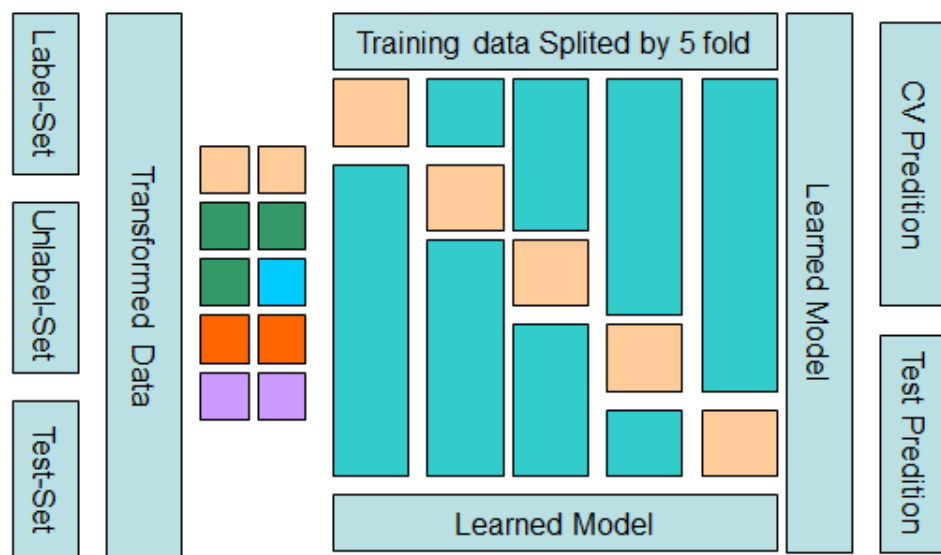 Label-Set
Unlabel-Set
Test-Set
Transformed Data
Training data Splited by 5 fold
Learned Model
Learned Model
CV Predition
Test Predition